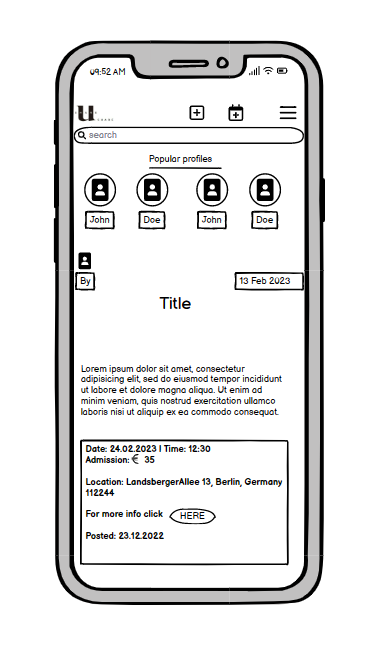 09:52 AM
U
search
Popular profiles
John Doe John Doe
By 13 Feb 2023
Title
Lorem ipsum dolor sit amet, consectetur
adipisicing elit, sed do eiusmod tempor incididunt
ut labore et dolore magna aliqua. Ut enim ad
minim veniam, quis nostrud exercitation ullamco
laboris nisi ut aliquip ex ea commodo consequat.
Date: 24.02.2023 | Time: 12:30
Admission: € 35
Location: LandsbergerAllee 13, Berlin, Germany
112244
For more info click HERE
Posted: 23.12.2022